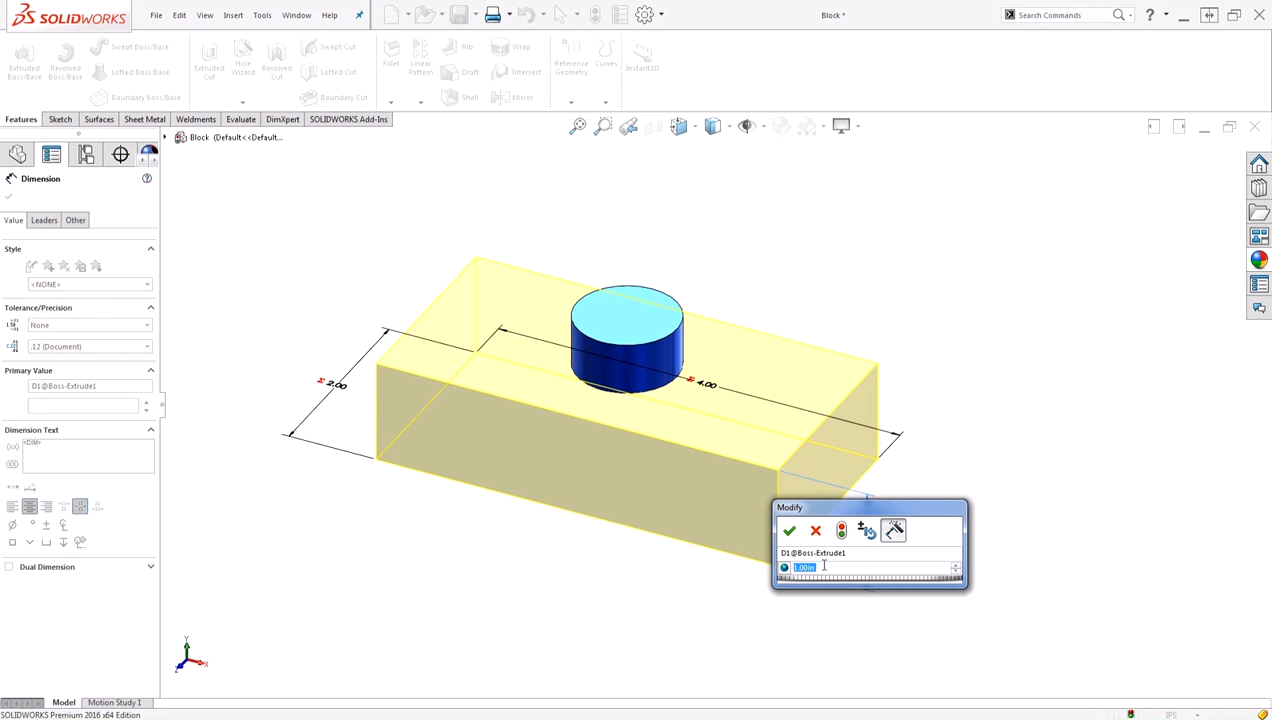 SOLIDWORKS File Edit View Insert Tools Window Help Block * Search Commands
Extruded Boss/Base
Revolved Boss/Base
Swept Boss/Base
Lofted Boss/Base
Boundary Boss/Base
Extruded Cut
Hole Wizard
Revolved Cut
Swept Cut
Lofted Cut
Boundary Cut
Fillet
Linear Pattern
Rib
Draft
Shell
Wrap
Intersect
Mirror
Reference Geometry
Curves
Instant3D
Features Sketch Surfaces Sheet Metal Weldments Evaluate DimXpert SOLIDWORKS Add-Ins
Block (Default<<Default...
Dimension
Value Leaders Other
Style
<NONE>
Tolerance/Precision
None
.12 (Document)
Primary Value
D1@Boss-Extrude1
Dimension Text
<DIM>
Dual Dimension
Σ 2.00
Σ 4.00
Modify
D1@Boss-Extrude1
1.00in
Y
X
Z
Model Motion Study 1
SOLIDWORKS Premium 2016 x64 Edition IPS